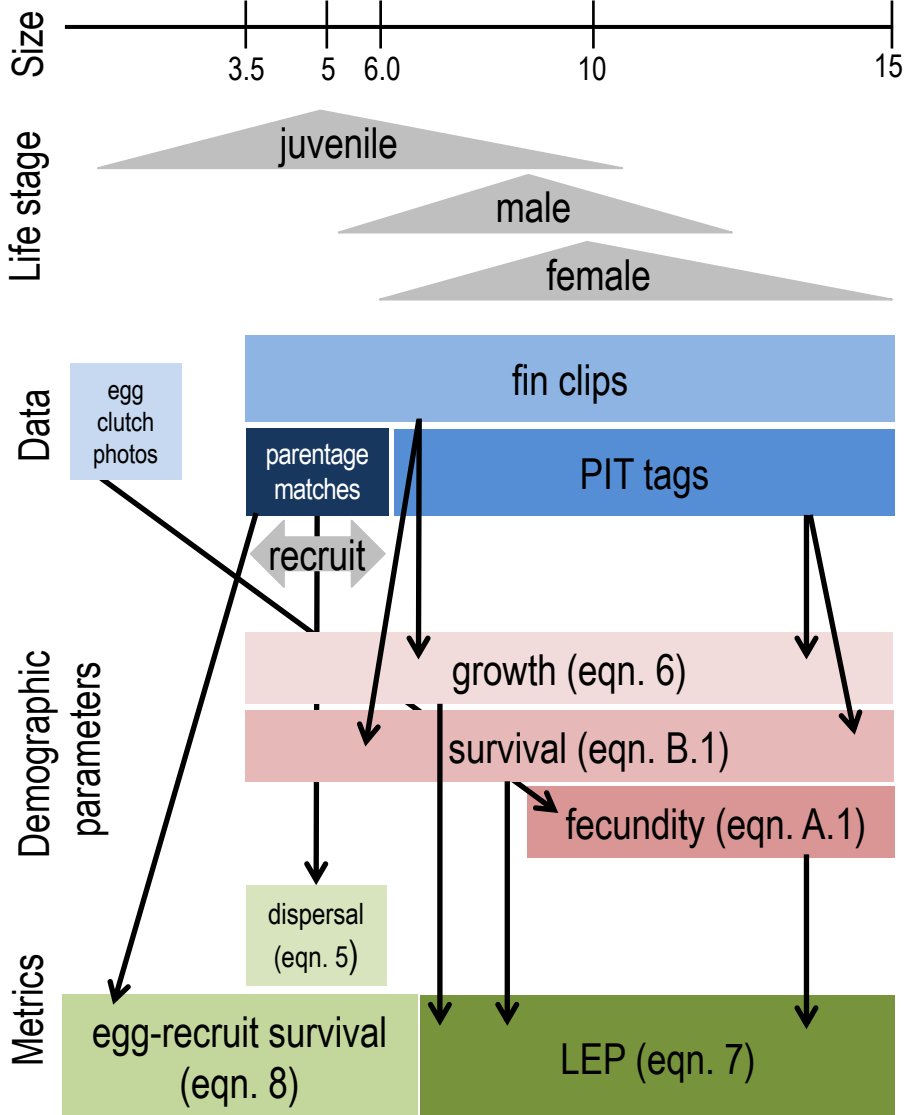 Size
3.5 5 6.0 10 15
Life stage
juvenile
male
female
Data
egg
clutch
photos
fin clips
parentage
matches
PIT tags
recruit
Demographic
parameters
growth (eqn. 6)
survival (eqn. B.1)
fecundity (eqn. A.1)
Metrics
dispersal
(eqn. 5)
egg-recruit survival
(eqn. 8)
LEP (eqn. 7)